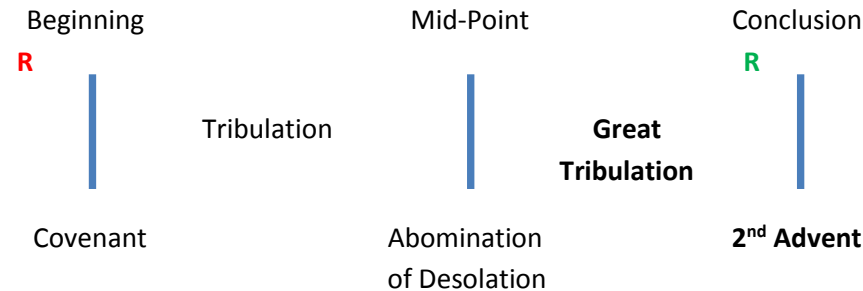 Beginning Mid-Point Conclusion
R R
Tribulation Great
Tribulation
Covenant Abomination 2nd Advent
of Desolation